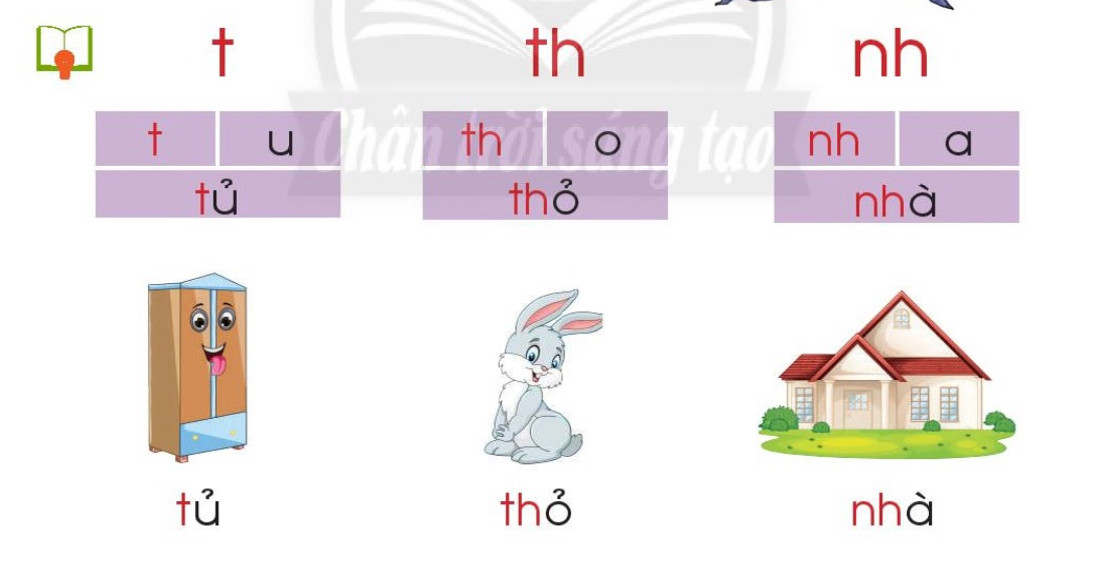 t th nh
Chân trời sáng tạo
t u th o nh a
tủ thỏ nhà
tủ thỏ nhà